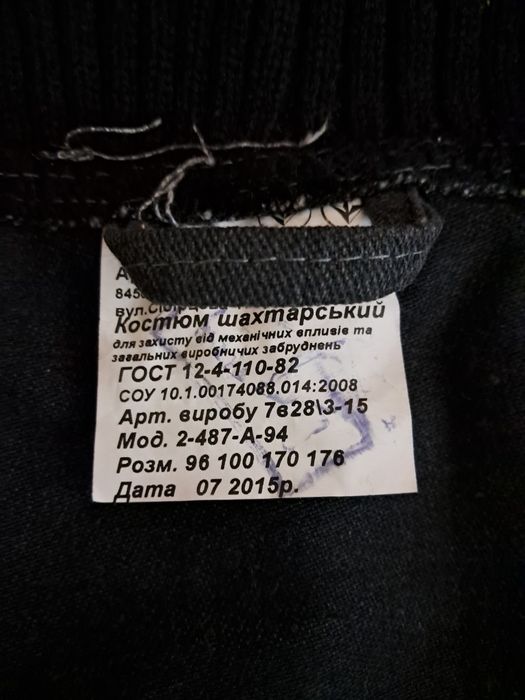 Костюм шахтарський
для захисту від механічних впливів та
загальних виробничих забруднень
ГОСТ 12-4-110-82
СОУ 10.1.00174088.014:2008
Арт. виробу 7в28\3-15
Мод. 2-487-А-94
Розм. 96 100 170 176
Дата 07 2015р.